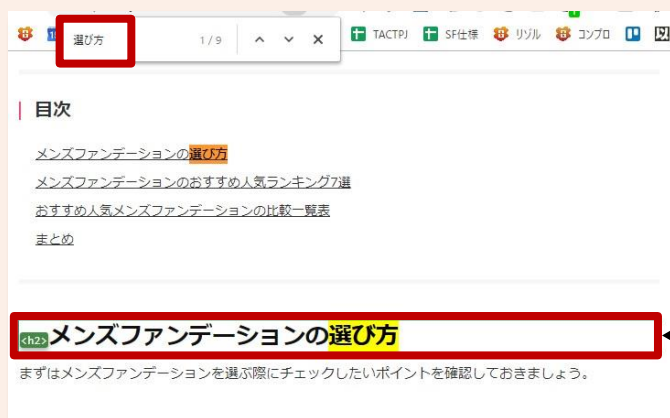 選び方 1/9
TACTPJ SF仕様 リゾル コンプロ
目次
メンズファンデーションの選び方
メンズファンデーションのおすすめ人気ランキング7選
おすすめ人気メンズファンデーションの比較一覧表
まとめ
<h2>メンズファンデーションの選び方
まずはメンズファンデーションを選ぶ際にチェックしたいポイントを確認しておきましょう。